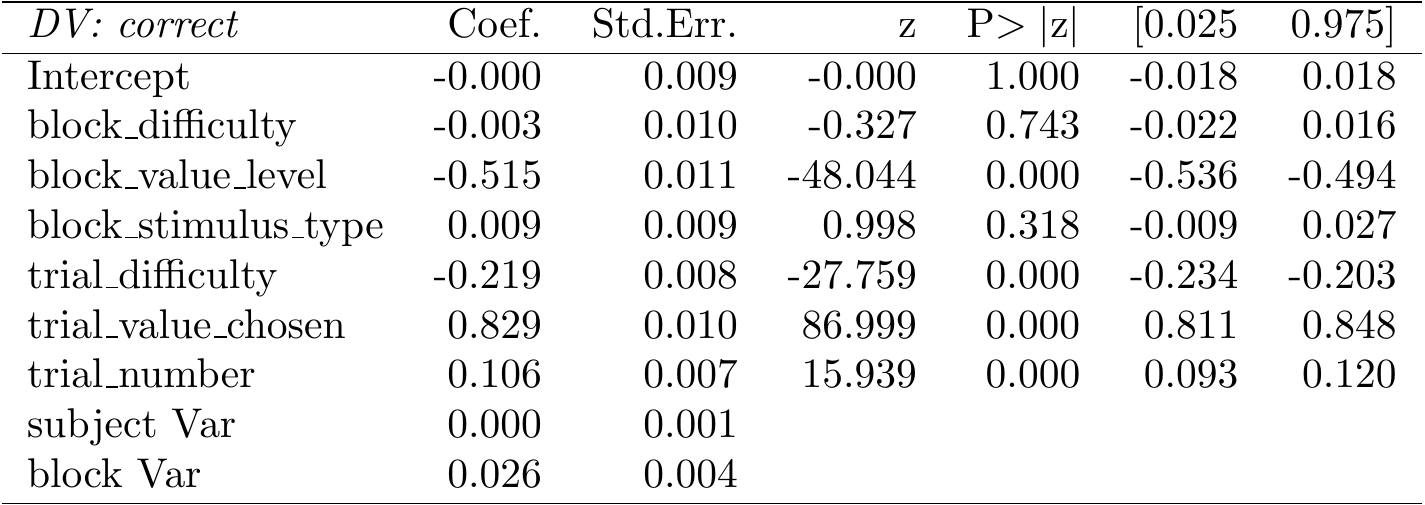 DV: correct Coef. Std.Err. z P> |z| [0.025 0.975]
Intercept -0.000 0.009 -0.000 1.000 -0.018 0.018
block_difficulty -0.003 0.010 -0.327 0.743 -0.022 0.016
block_value_level -0.515 0.011 -48.044 0.000 -0.536 -0.494
block_stimulus_type 0.009 0.009 0.998 0.318 -0.009 0.027
trial_difficulty -0.219 0.008 -27.759 0.000 -0.234 -0.203
trial_value_chosen 0.829 0.010 86.999 0.000 0.811 0.848
trial_number 0.106 0.007 15.939 0.000 0.093 0.120
subject Var 0.000 0.001
block Var 0.026 0.004